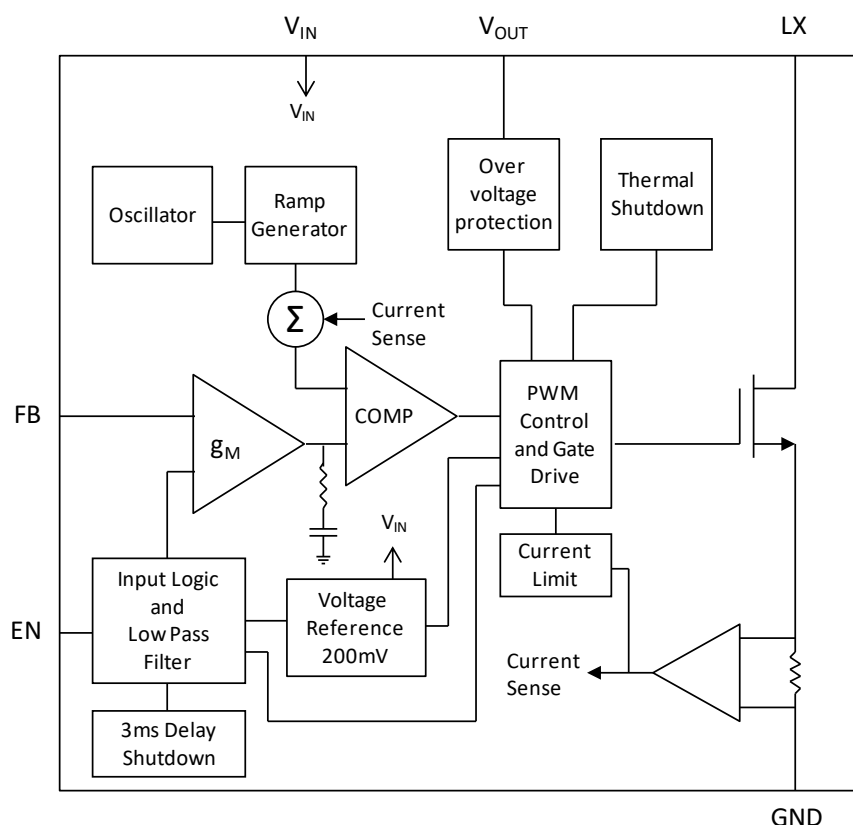 VIN
VOUT
LX
VIN
Oscillator
Ramp
Generator
Over
voltage
protection
Thermal
Shutdown
Σ
Current
Sense
FB
gM
COMP
PWM
Control
and Gate
Drive
VIN
Current
Limit
EN
Input Logic
and
Low Pass
Filter
Voltage
Reference
200mV
Current
Sense
3ms Delay
Shutdown
GND